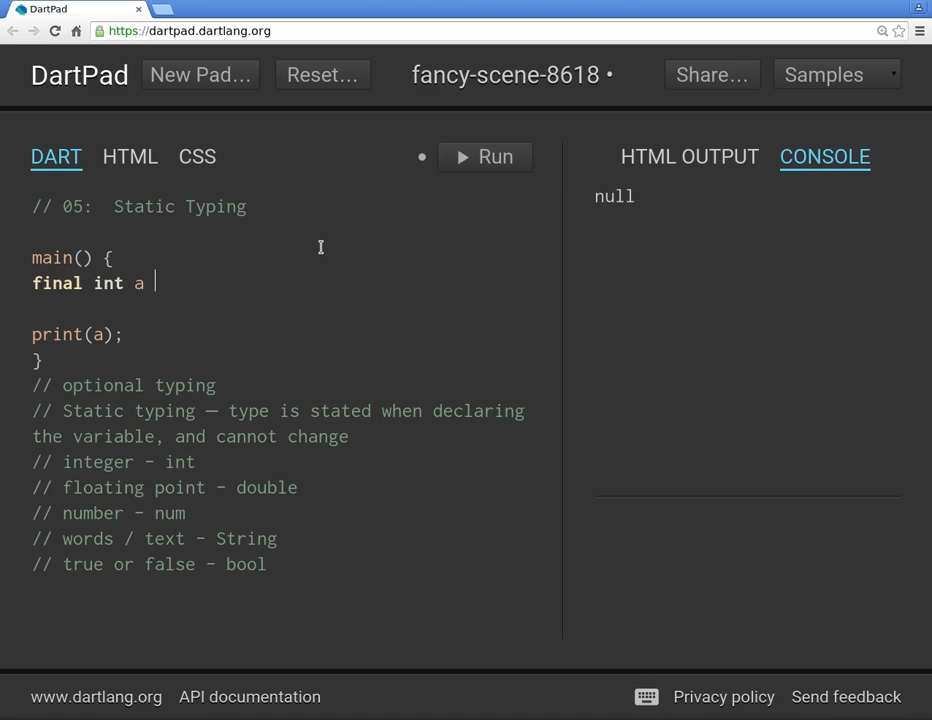 DartPad
https://dartpad.dartlang.org
DartPad New Pad... Reset... fancy-scene-8618 • Share... Samples
DART HTML CSS Run HTML OUTPUT CONSOLE
null
// 05:  Static Typing
main() {
final int a
print(a);
}
// optional typing
// Static typing – type is stated when declaring
the variable, and cannot change
// integer - int
// floating point - double
// number - num
// words / text - String
// true or false - bool
www.dartlang.org API documentation Privacy policy Send feedback